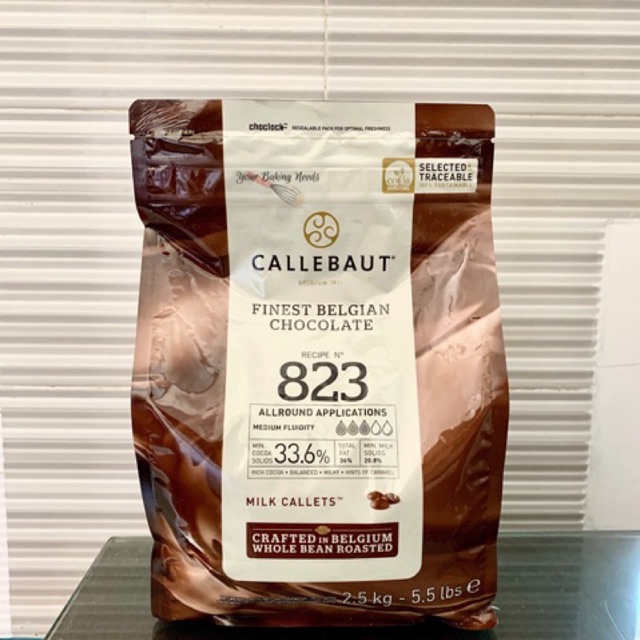 choclock™ RESEALABLE PACK FOR OPTIMAL FRESHNESS
Your Baking Needs
cocoa
SELECTED &
TRACEABLE
100% SUSTAINABLE
CALLEBAUT®
BELGIUM 1911
FINEST BELGIAN
CHOCOLATE
RECIPE N°
823
ALLROUND APPLICATIONS
MEDIUM FLUIDITY
MIN. COCOA SOLIDS 33.6% TOTAL FAT 36% MIN. MILK SOLIDS 20.8%
RICH COCOA • BALANCED • MILKY • HINTS OF CARAMEL
MILK CALLETS™
CRAFTED IN BELGIUM
WHOLE BEAN ROASTED
2.5 kg - 5.5 lbs ℮